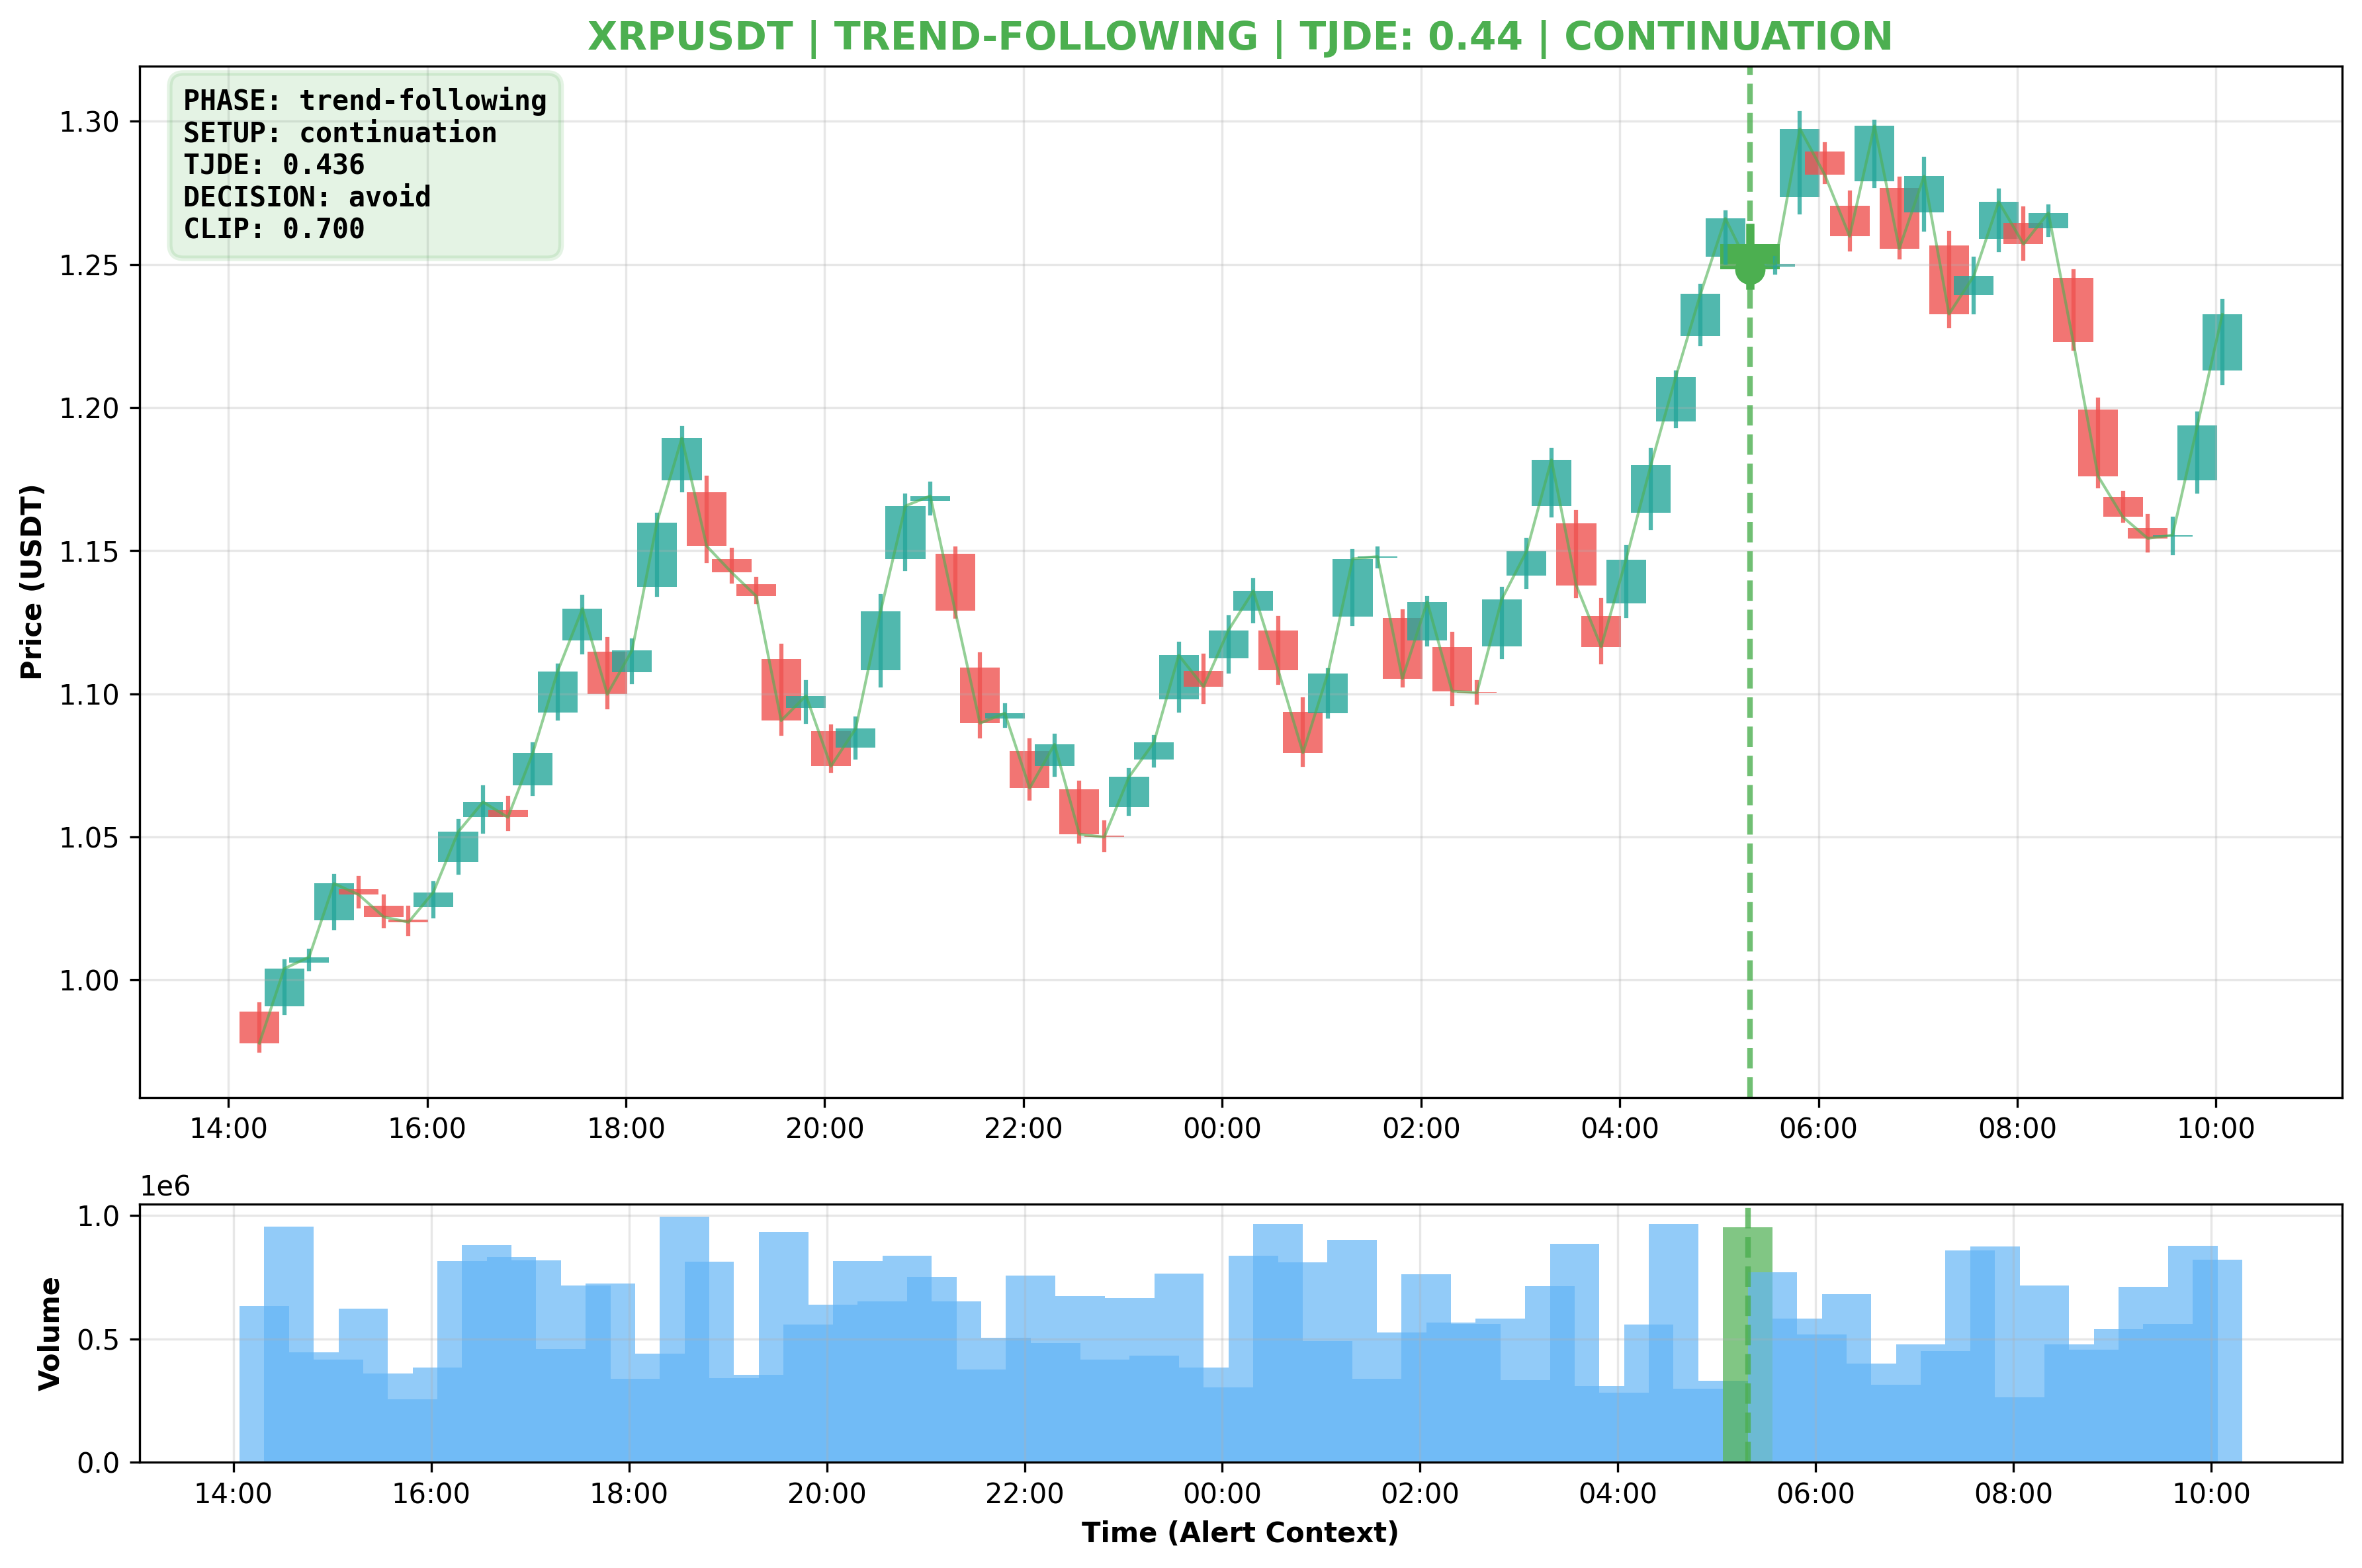 XRPUSDT | TREND-FOLLOWING | TJDE: 0.44 | CONTINUATION
PHASE: trend-following
SETUP: continuation
TJDE: 0.436
DECISION: avoid
CLIP: 0.700
Price (USDT)
1.30
1.25
1.20
1.15
1.10
1.05
1.00
14:00 16:00 18:00 20:00 22:00 00:00 02:00 04:00 06:00 08:00 10:00
1e6
Volume
1.0
0.5
0.0
14:00 16:00 18:00 20:00 22:00 00:00 02:00 04:00 06:00 08:00 10:00
Time (Alert Context)